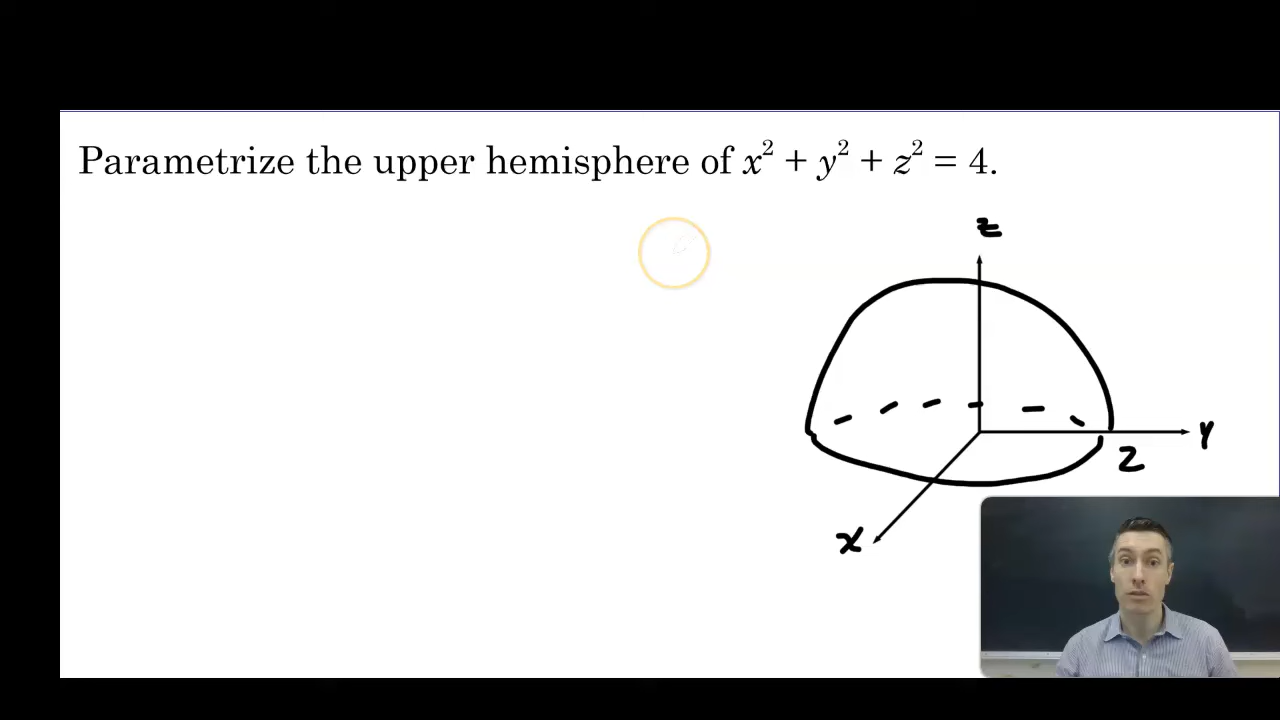 Parametrize the upper hemisphere of x² + y² + z² = 4.
z
y
2
x